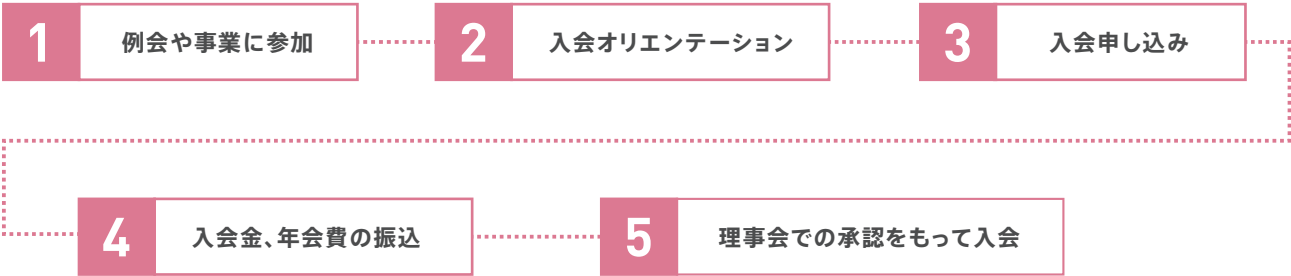 1 例会や事業に参加
2 入会オリエンテーション
3 入会申し込み
4 入会金、年会費の振込
5 理事会での承認をもって入会